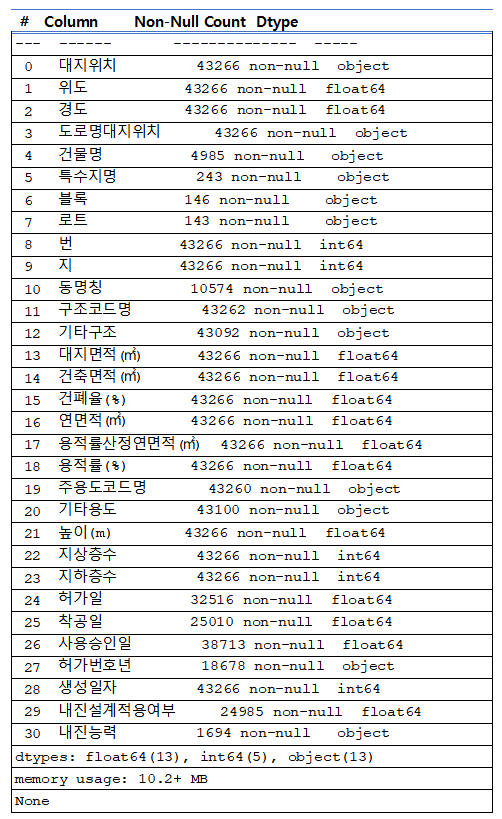 # Column Non-Null Count Dtype
--- ------ -------------- -----
0 대지위치 43266 non-null object
1 위도 43266 non-null float64
2 경도 43266 non-null float64
3 도로명대지위치 43266 non-null object
4 건물명 4985 non-null object
5 특수지명 243 non-null object
6 블록 146 non-null object
7 로트 143 non-null object
8 번 43266 non-null int64
9 지 43266 non-null int64
10 동명칭 10574 non-null object
11 구조코드명 43262 non-null object
12 기타구조 43092 non-null object
13 대지면적(㎡) 43266 non-null float64
14 건축면적(㎡) 43266 non-null float64
15 건폐율(%) 43266 non-null float64
16 연면적(㎡) 43266 non-null float64
17 용적률산정연면적(㎡) 43266 non-null float64
18 용적률(%) 43266 non-null float64
19 주용도코드명 43260 non-null object
20 기타용도 43100 non-null object
21 높이(m) 43266 non-null float64
22 지상층수 43266 non-null int64
23 지하층수 43266 non-null int64
24 허가일 32516 non-null float64
25 착공일 25010 non-null float64
26 사용승인일 38713 non-null float64
27 허가번호년 18678 non-null object
28 생성일자 43266 non-null int64
29 내진설계적용여부 24985 non-null float64
30 내진능력 1694 non-null object
dtypes: float64(13), int64(5), object(13)
memory usage: 10.2+ MB
None